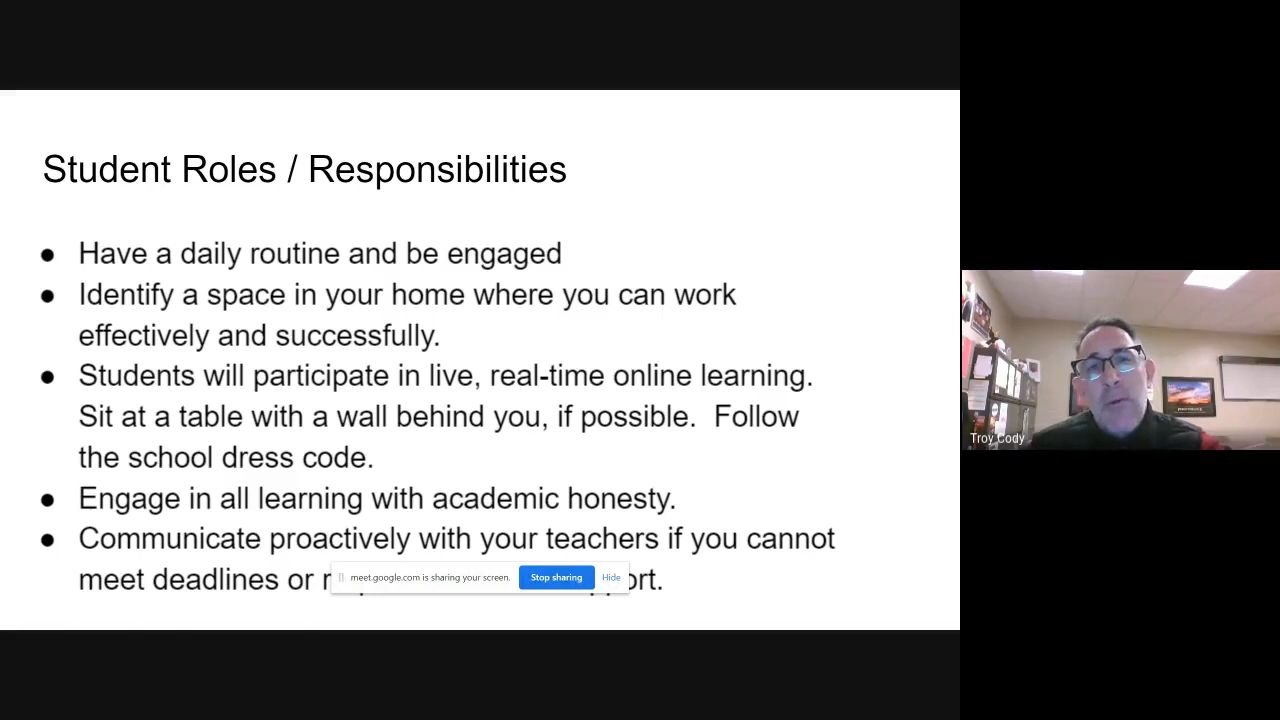 Student Roles / Responsibilities
● Have a daily routine and be engaged
● Identify a space in your home where you can work
effectively and successfully.
● Students will participate in live, real-time online learning.
Sit at a table with a wall behind you, if possible.  Follow
the school dress code.
● Engage in all learning with academic honesty.
● Communicate proactively with your teachers if you cannot
meet deadlines or
meet.google.com is sharing your screen. Stop sharing Hide
Troy Cody